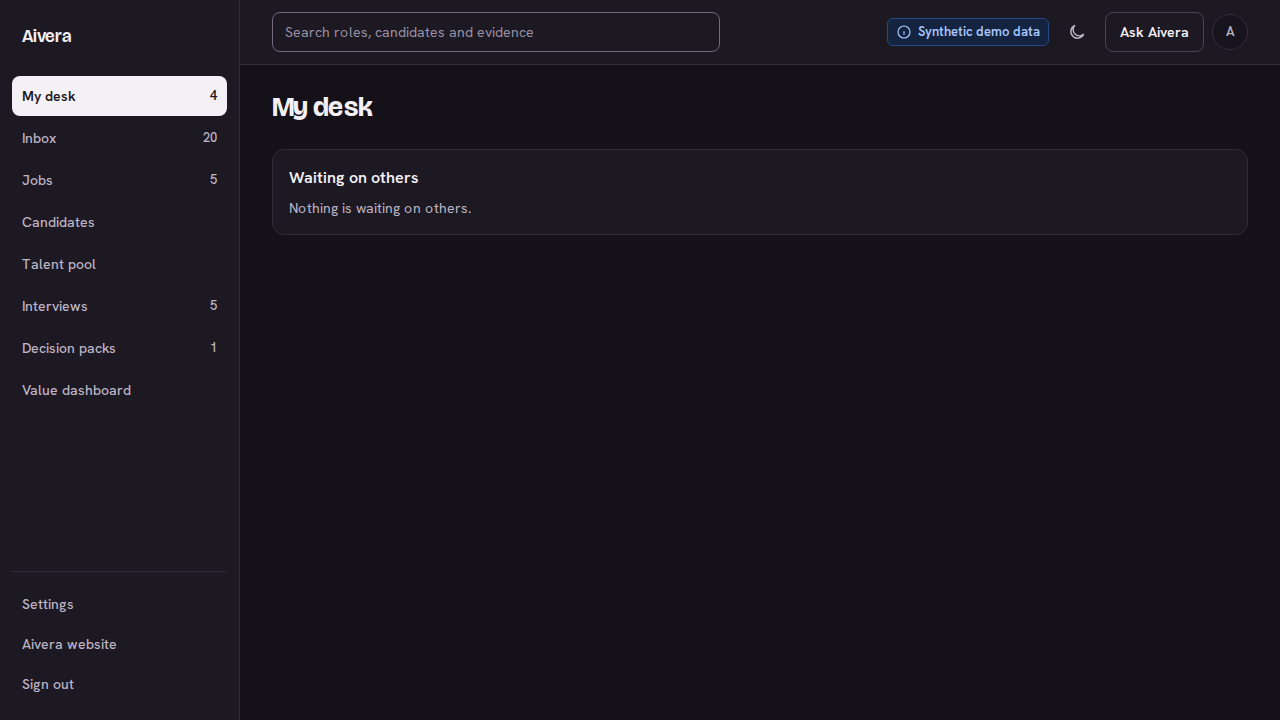 Aivera
Search roles, candidates and evidence
Synthetic demo data
Ask Aivera
A
My desk 4
Inbox 20
Jobs 5
Candidates
Talent pool
Interviews 5
Decision packs 1
Value dashboard
Settings
Aivera website
Sign out
My desk
Waiting on others
Nothing is waiting on others.